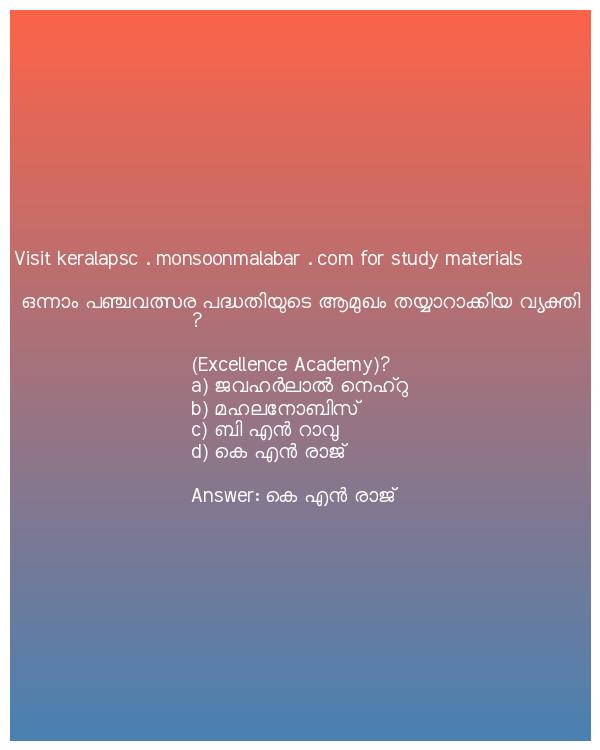 Visit keralapsc . monsoonmalabar . com for study materials
ഒന്നാം പഞ്ചവത്സര പദ്ധതിയുടെ ആമുഖം തയ്യാറാക്കിയ വ്യക്തി
?
(Excellence Academy)?
a) ജവഹർലാൽ നെഹ്റു
b) മഹലനോബിസ്
c) ബി എൻ റാവു
d) കെ എൻ രാജ്
Answer: കെ എൻ രാജ്